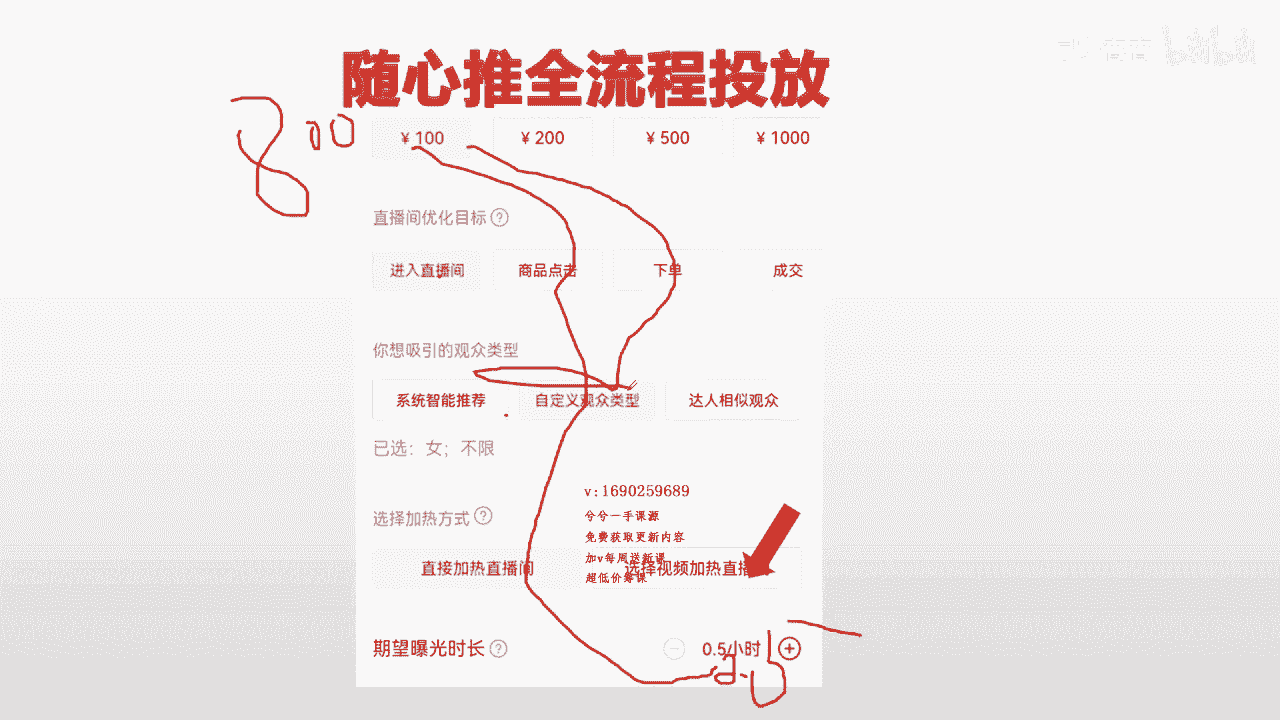 随心推全流程投放
800
¥ 100 ¥ 200 ¥ 500 ¥ 1000
直播间优化目标 ?
进入直播间 商品点击 下单 成交
你想吸引的观众类型
系统智能推荐 自定义观众类型 达人相似观众
已选：女；不限
v:1690259689
选择加热方式 ?
兮兮一手课源
免费获取更新内容
加v每周送新课
直接加热直播间 选择视频加热直播
超低价筹课
期望曝光时长 ? − 0.5小时 +